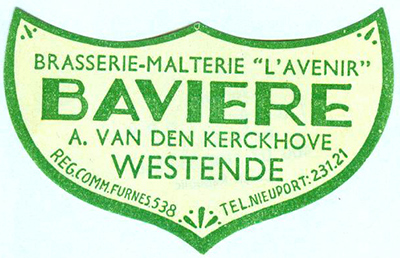 BRASSERIE-MALTERIE "L'AVENIR"
BAVIERE
A. VAN DEN KERCKHOVE
WESTENDE
REG.COMM.FURNES 538
TEL.NIEUPORT: 231.21